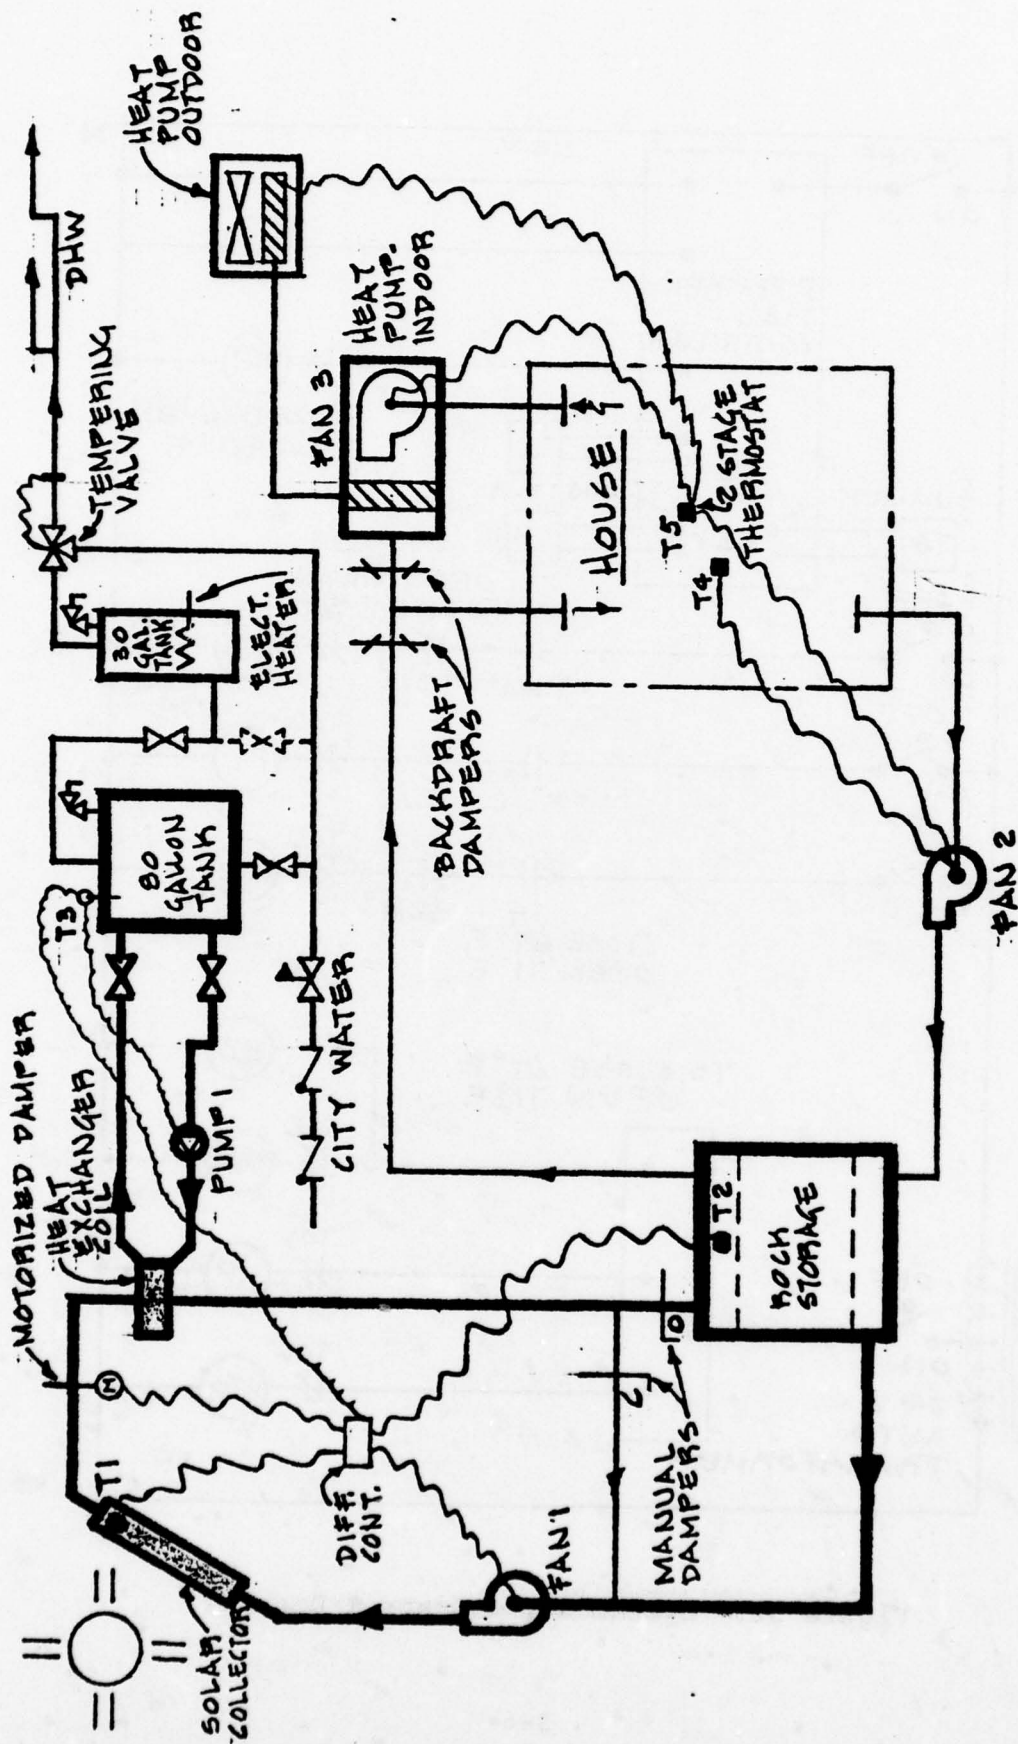 SOLAR
COLLECTOR
T1
MOTORIZED DAMPER
M
HEAT
EXCHANGER
COIL
PUMP 1
T3
80
GALLON
TANK
30
GAL.
TANK
ELECT.
HEATER
TEMPERING
VALVE
DHW
CITY WATER
HEAT
PUMP
OUTDOOR
FAN 3
HEAT
PUMP.
INDOOR
BACKDRAFT
DAMPERS
HOUSE
T5
T4
2 STAGE
THERMOSTAT
DIFF.
CONT.
FAN 1
MANUAL
DAMPERS
C
O
T2
ROCK
STORAGE
FAN 2